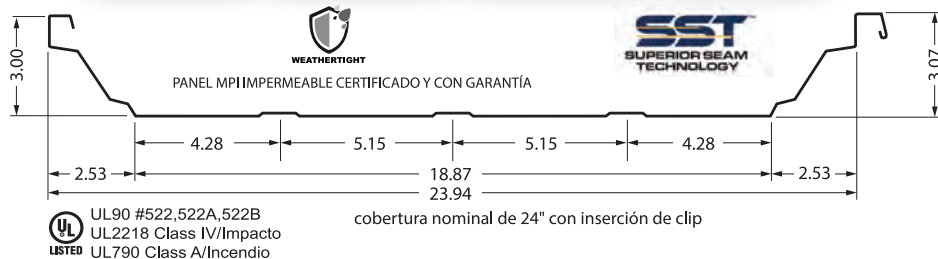 3.00
WEATHERTIGHT
SST
SUPERIOR SEAM
TECHNOLOGY
3.07
PANEL MPI IMPERMEABLE CERTIFICADO Y CON GARANTÍA
4.28 5.15 5.15 4.28
2.53 18.87 2.53
23.94
UL LISTED
UL90 #522,522A,522B
UL2218 Class IV/Impacto
UL790 Class A/Incendio
cobertura nominal de 24" con inserción de clip